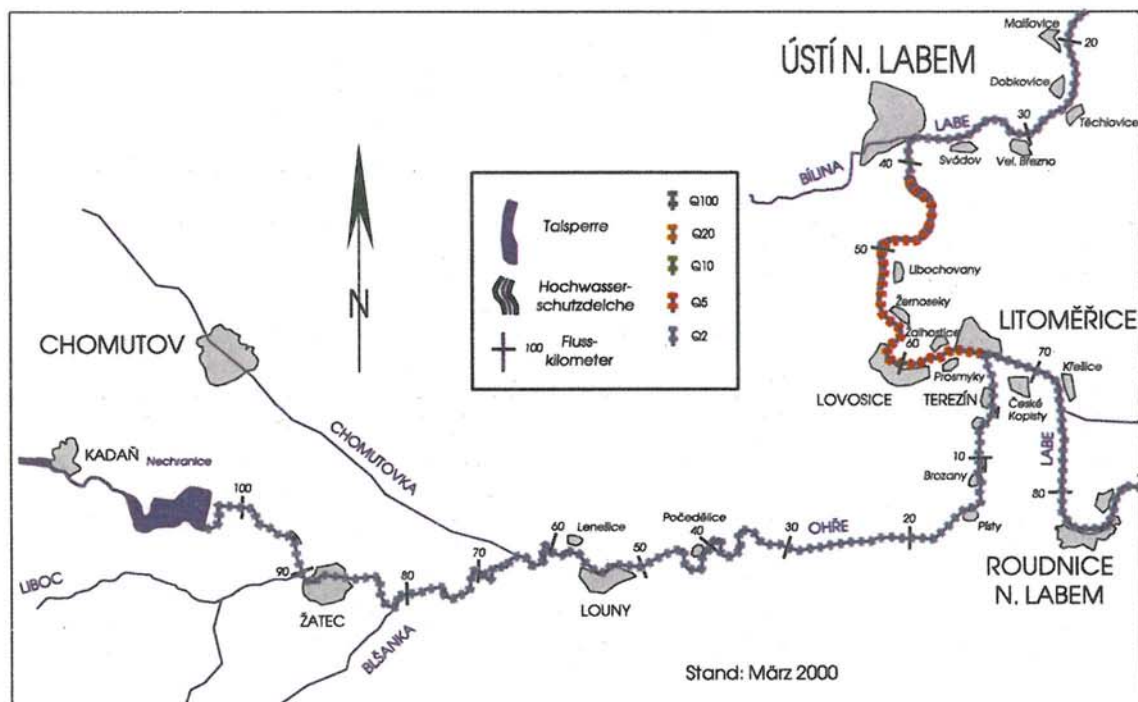 Malšovice
20
ÚSTÍ N. LABEM
Dobkovice
LABE
30
Těchlovice
Svádov
Vel. Březno
40
BÍLINA
Talsperre
Hochwasser-
schutzdeiche
100
Fluss-
kilometer
Q100
Q20
Q10
Q5
Q2
N
50
Libochovany
Žernoseky
Žalhostice
LITOMĚŘICE
60
70
Prosmyky
Křešice
LOVOSICE
TEREZÍN
České
Kopisty
CHOMUTOV
CHOMUTOVKA
KADAŇ
Nechranice
100
LABE
10
Brozany
80
Písty
Lenešice
60
Počedělice
40
30
OHŘE
20
50
70
LIBOC
90
80
ŽATEC
LOUNY
BLŠANKA
ROUDNICE
N. LABEM
Stand: März 2000